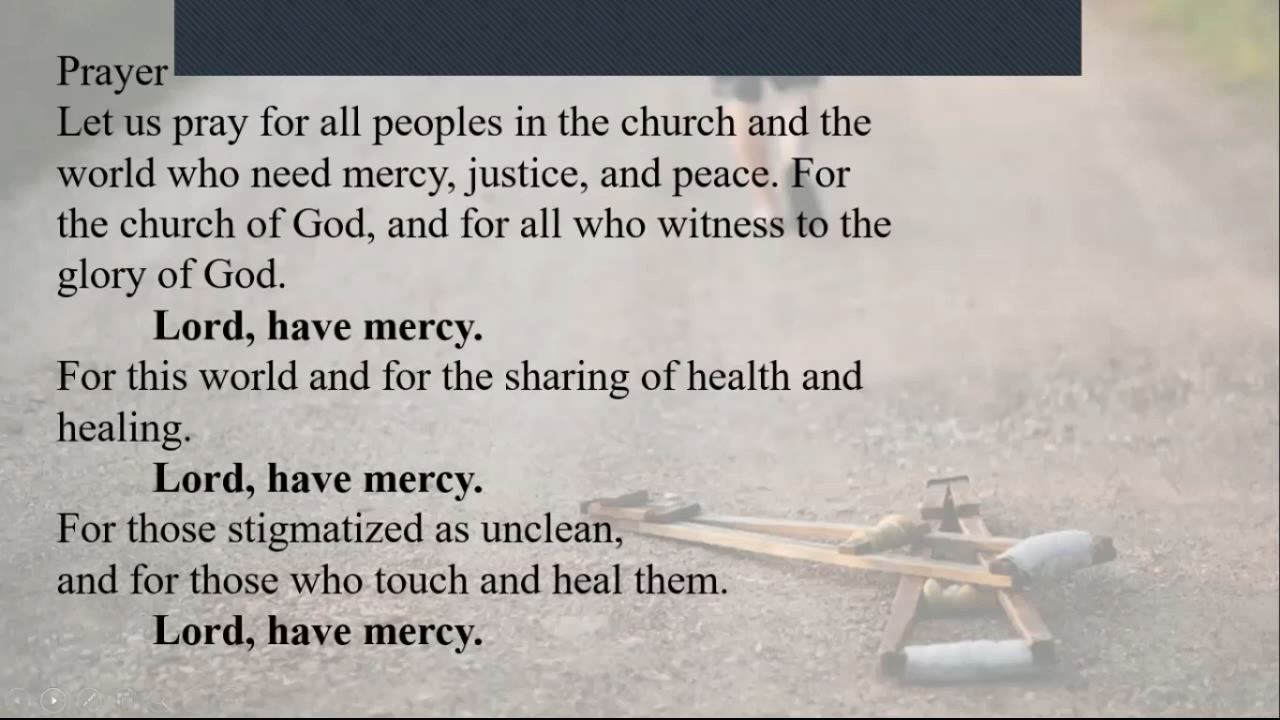 Prayer
Let us pray for all peoples in the church and the
world who need mercy, justice, and peace. For
the church of God, and for all who witness to the
glory of God.
Lord, have mercy.
For this world and for the sharing of health and
healing.
Lord, have mercy.
For those stigmatized as unclean,
and for those who touch and heal them.
Lord, have mercy.